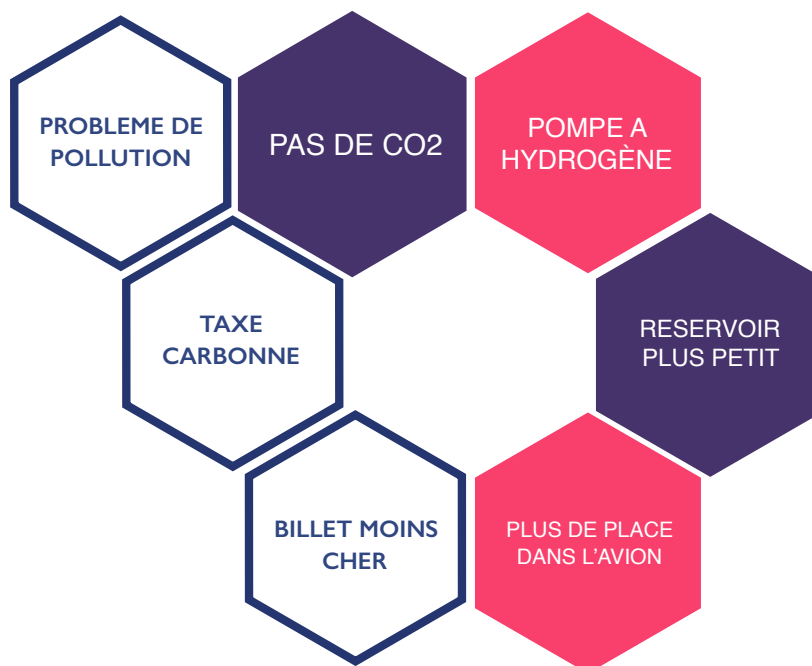 PROBLEME DE
POLLUTION
PAS DE CO2
POMPE A
HYDROGÈNE
TAXE
CARBONNE
RESERVOIR
PLUS PETIT
BILLET MOINS
CHER
PLUS DE PLACE
DANS L'AVION